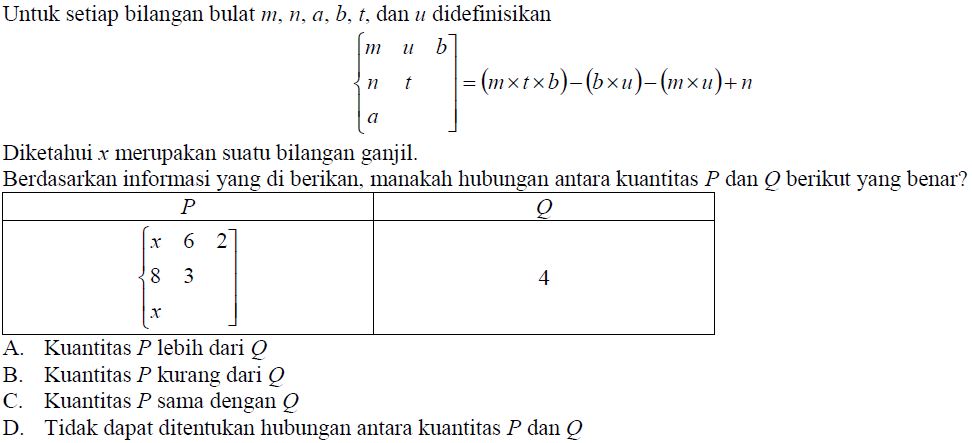 Untuk setiap bilangan bulat m, n, a, b, t, dan u didefinisikan
m u b
n t = (m×t×b)−(b×u)−(m×u)+n
a
Diketahui x merupakan suatu bilangan ganjil.
Berdasarkan informasi yang di berikan, manakah hubungan antara kuantitas P dan Q berikut yang benar?
P Q
x 6 2
8 3 4
x
A. Kuantitas P lebih dari Q
B. Kuantitas P kurang dari Q
C. Kuantitas P sama dengan Q
D. Tidak dapat ditentukan hubungan antara kuantitas P dan Q